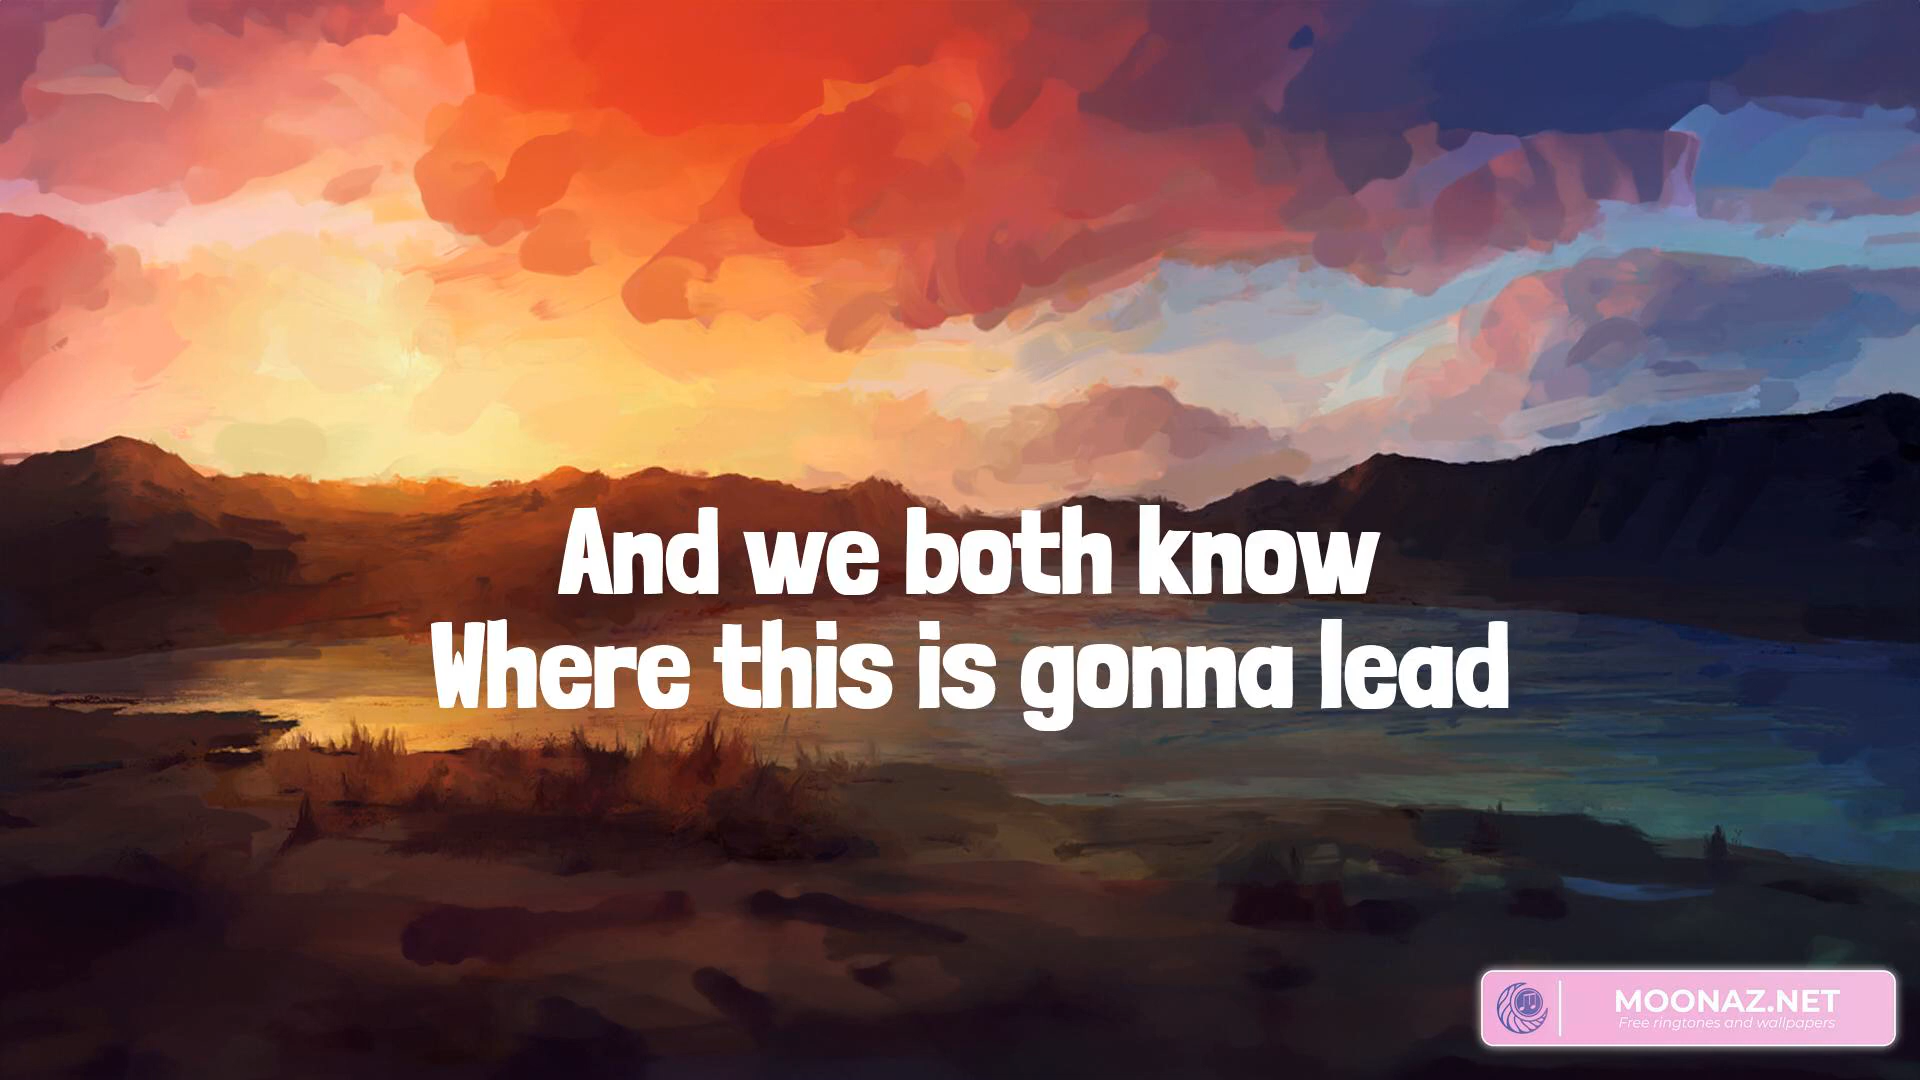 And we both know
Where this is gonna lead
MOONAZ.NET
Free ringtones and wallpapers